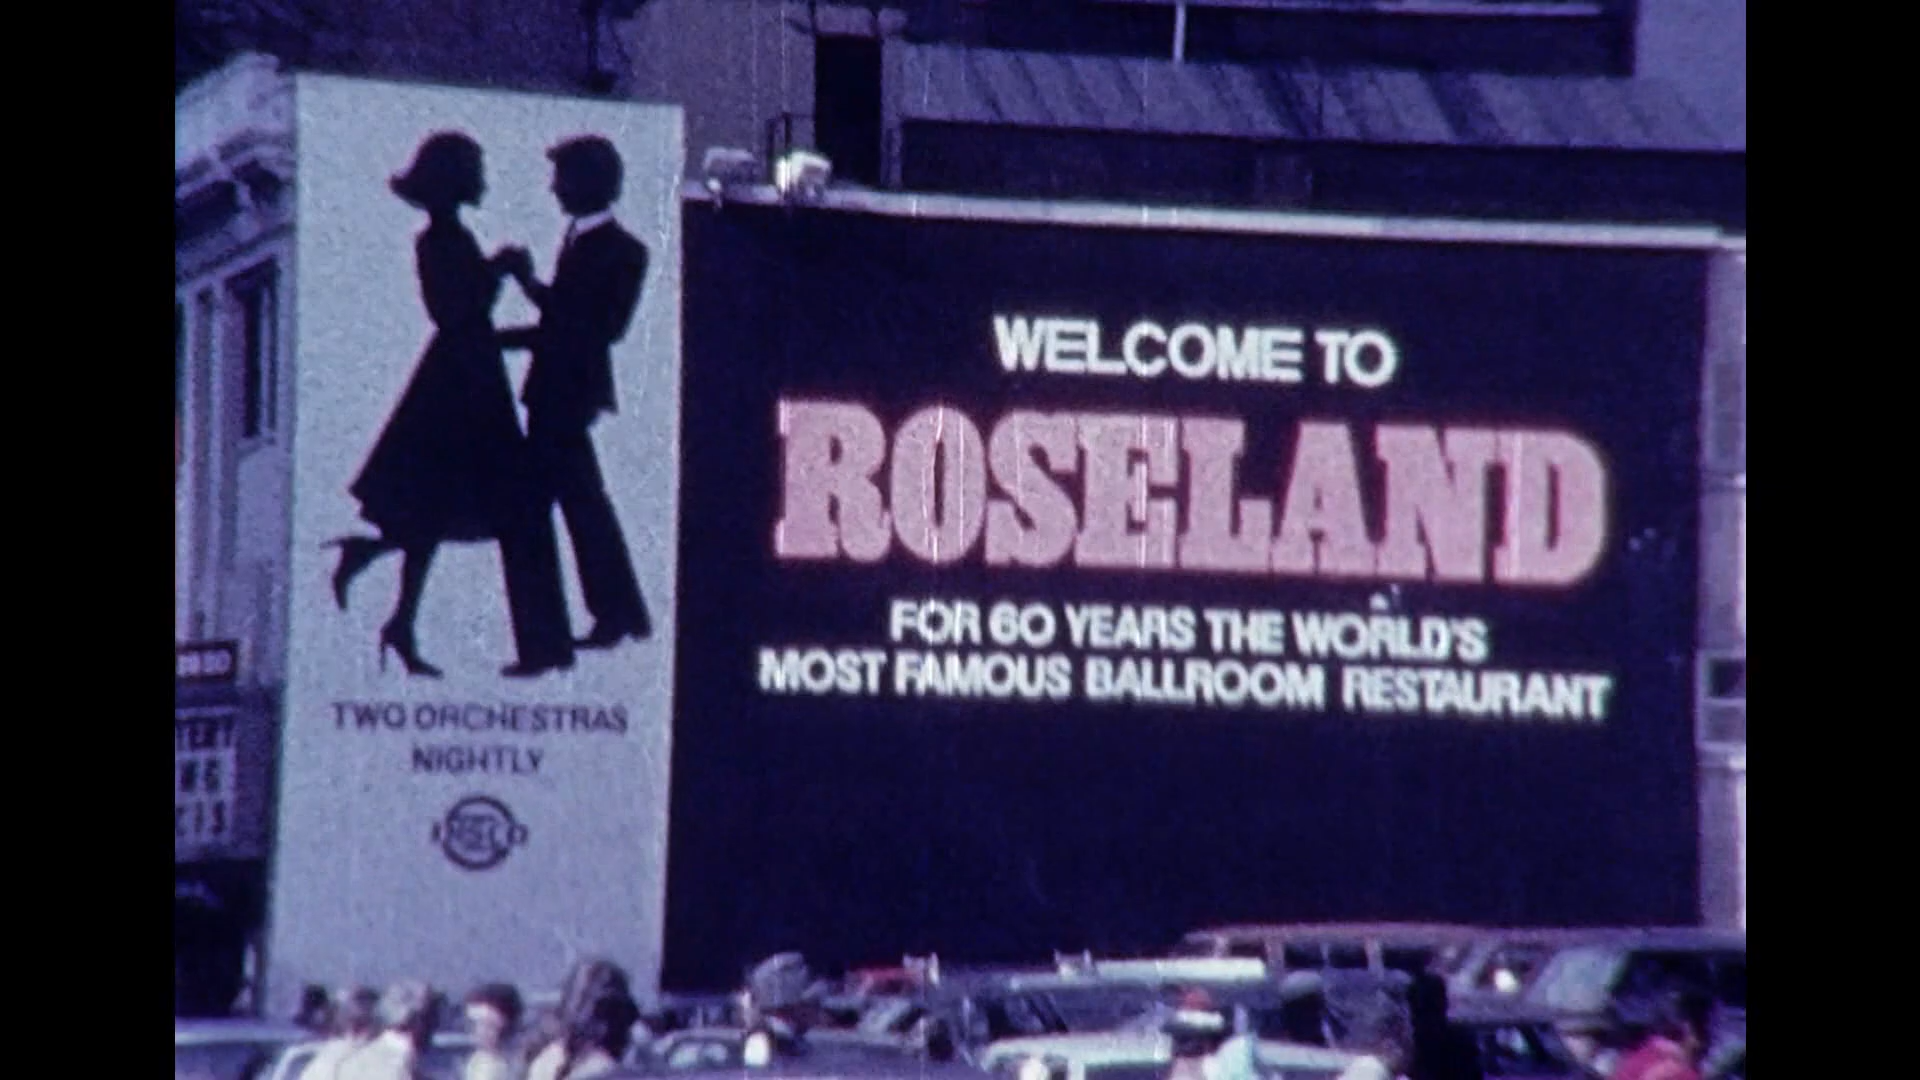 TWO ORCHESTRAS
NIGHTLY
WELCOME TO
ROSELAND
FOR 60 YEARS THE WORLD'S
MOST FAMOUS BALLROOM RESTAURANT